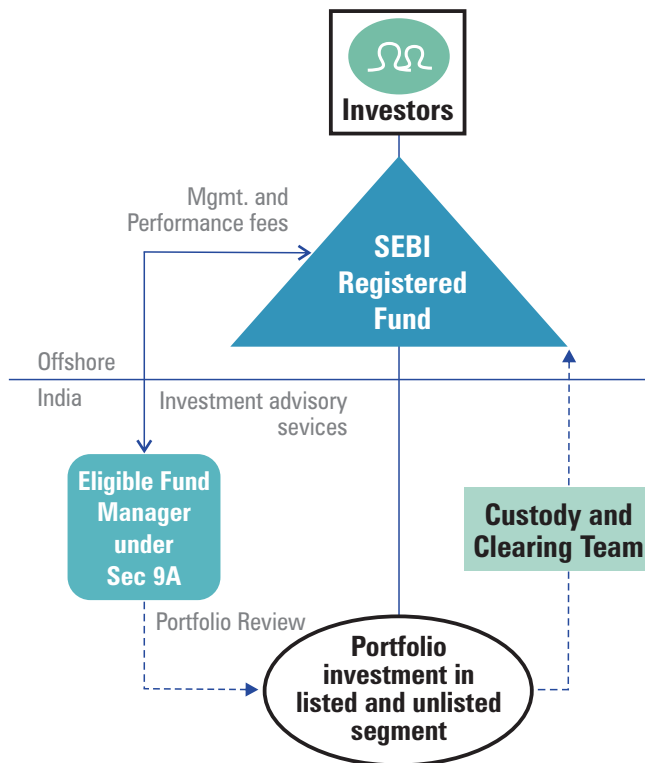 Investors
Mgmt. and
Performance fees
SEBI
Registered
Fund
Offshore
India
Investment advisory
sevices
Eligible Fund
Manager
under
Sec 9A
Custody and
Clearing Team
Portfolio Review
Portfolio
investment in
listed and unlisted
segment